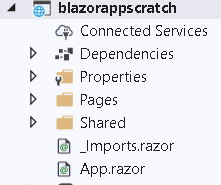 blazorappscratch
Connected Services
Dependencies
Properties
Pages
Shared
_Imports.razor
App.razor